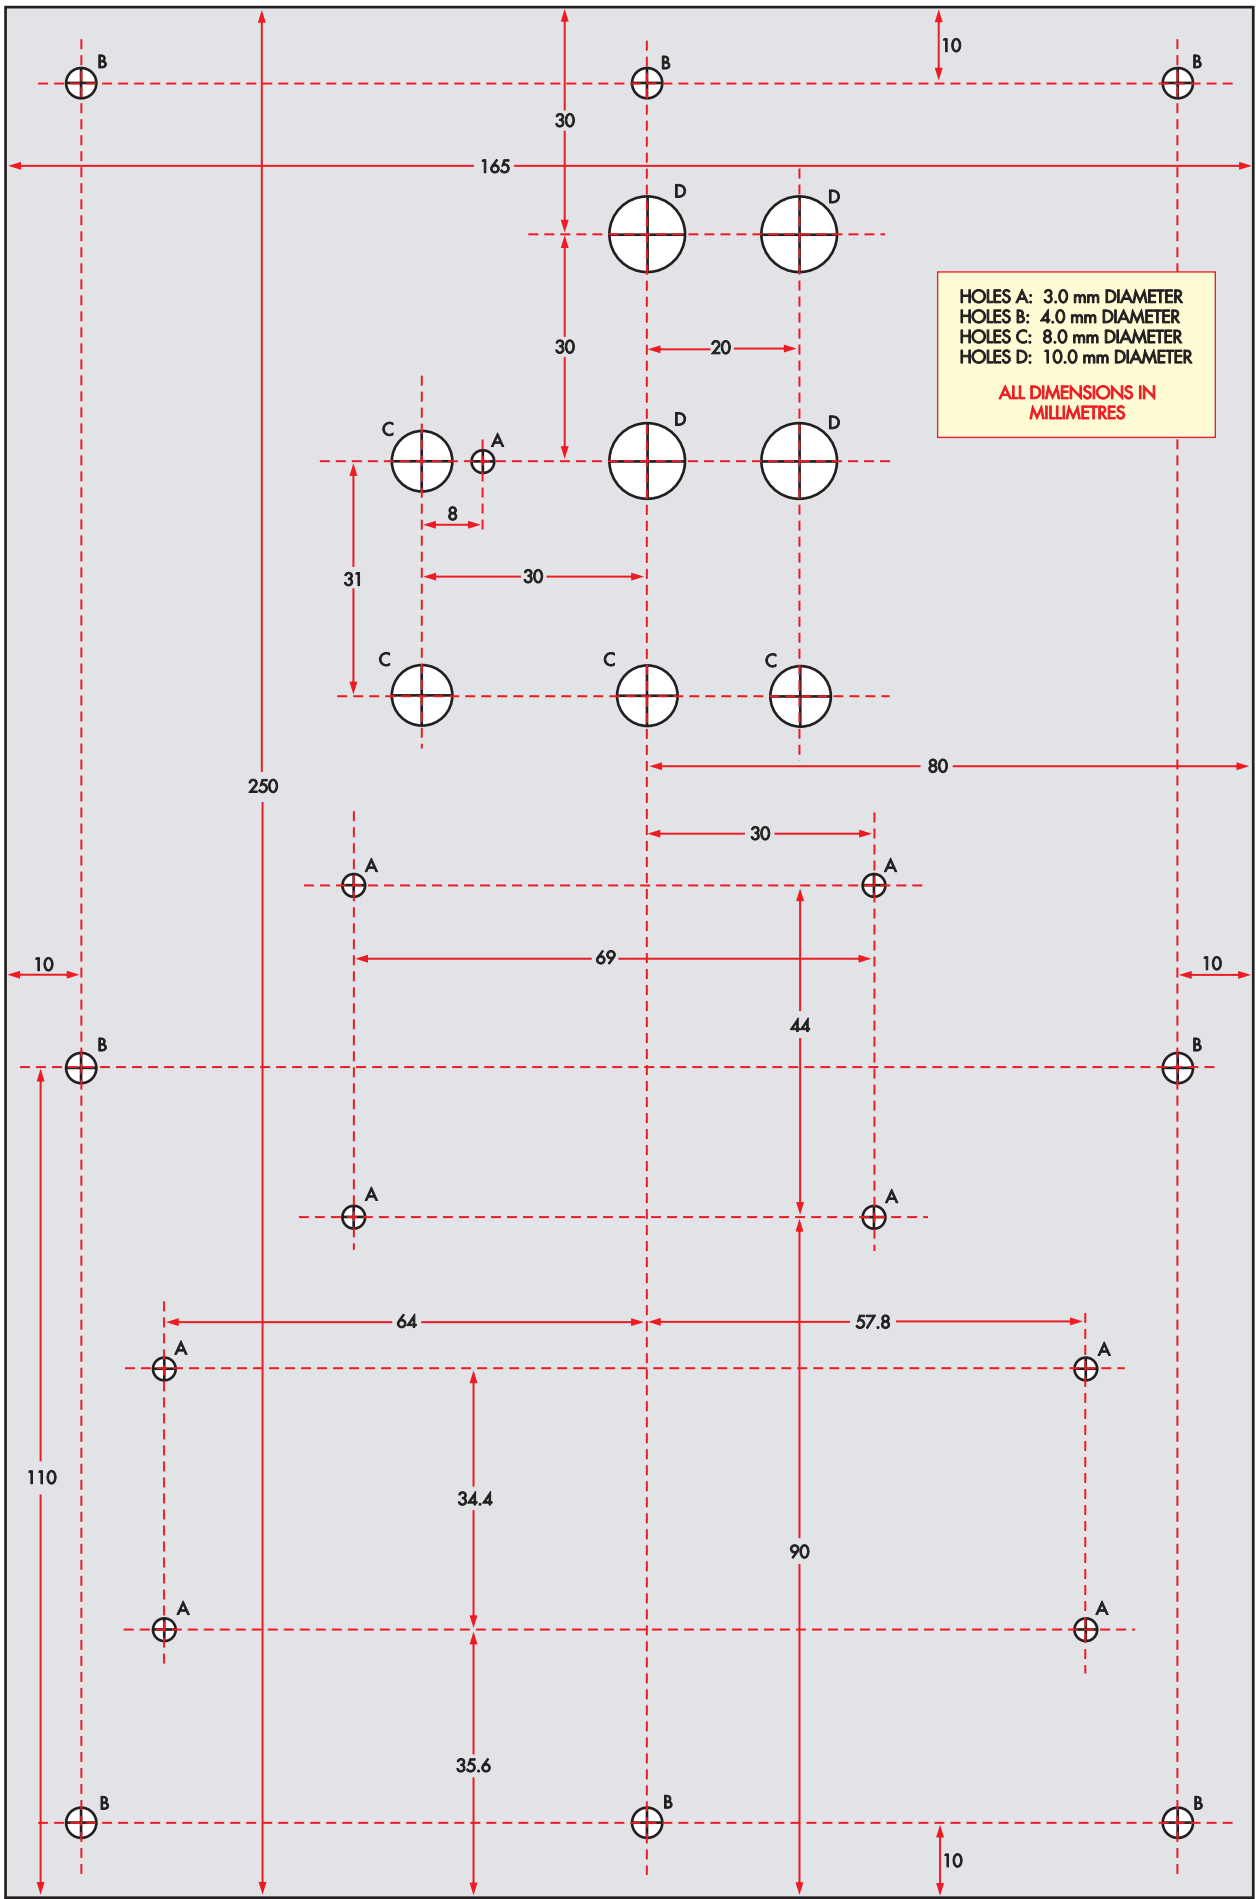 10
B
B
B
30
165
D
D
HOLES A: 3.0 mm DIAMETER
HOLES B: 4.0 mm DIAMETER
HOLES C: 8.0 mm DIAMETER
HOLES D: 10.0 mm DIAMETER
ALL DIMENSIONS IN
MILLIMETRES
30
20
C
A
D
D
8
31
30
C
C
C
80
250
30
A
A
69
10
10
44
B
B
A
A
64
57.8
A
A
110
34.4
90
A
A
35.6
B
B
B
10